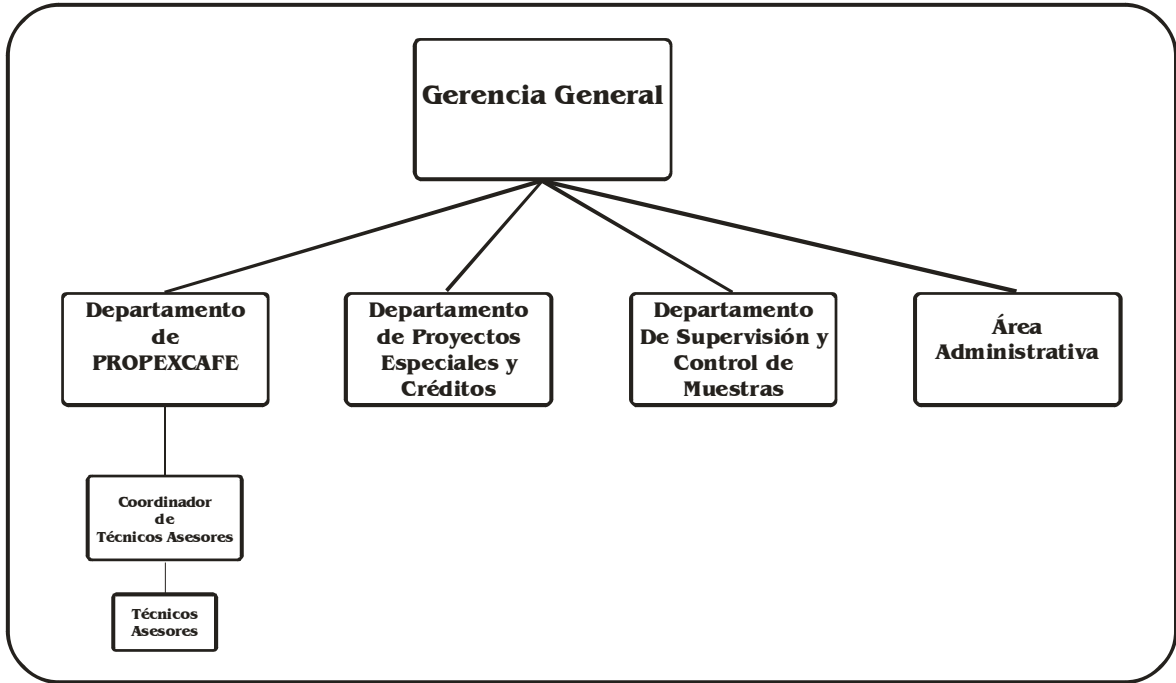 Gerencia General
Departamento
de
PROPEXCAFE
Departamento
de Proyectos
Especiales y
Créditos
Departamento
De Supervisión y
Control de
Muestras
Área
Administrativa
Coordinador
de
Técnicos Asesores
Técnicos
Asesores